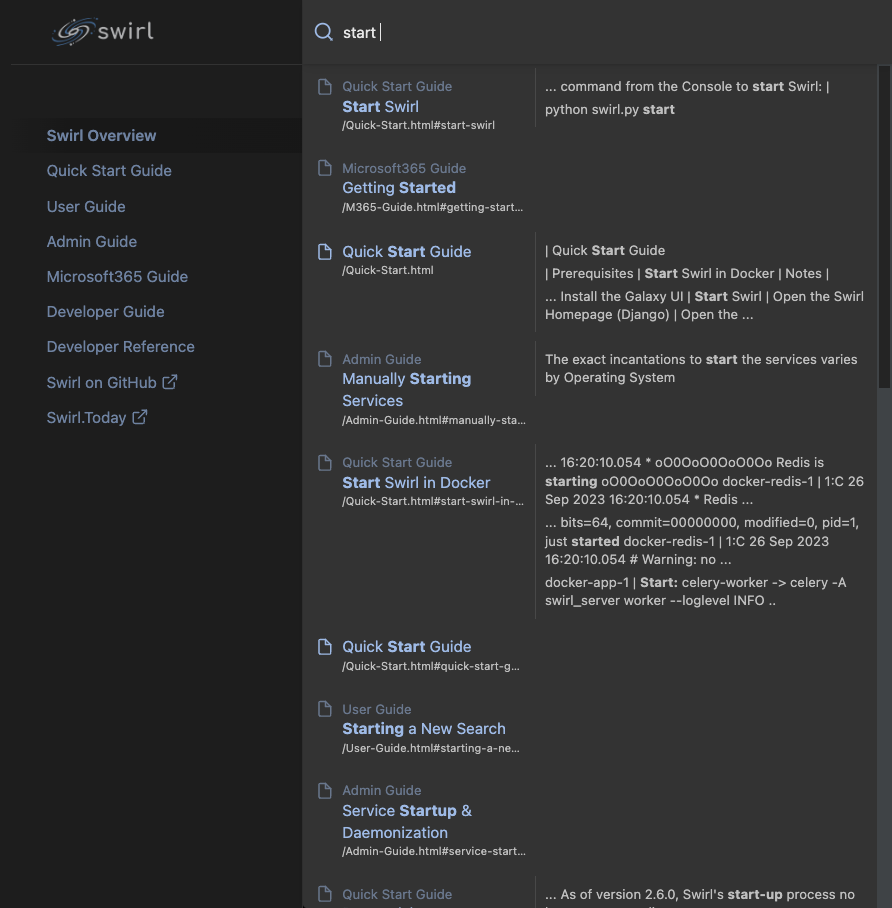 swirl
Swirl Overview
Quick Start Guide
User Guide
Admin Guide
Microsoft365 Guide
Developer Guide
Developer Reference
Swirl on GitHub
Swirl.Today
start
Quick Start Guide
Start Swirl
/Quick-Start.html#start-swirl
... command from the Console to start Swirl: |
python swirl.py start
Microsoft365 Guide
Getting Started
/M365-Guide.html#getting-start...
Quick Start Guide
/Quick-Start.html
| Quick Start Guide
| Prerequisites | Start Swirl in Docker | Notes |
... Install the Galaxy UI | Start Swirl | Open the Swirl
Homepage (Django) | Open the ...
Admin Guide
Manually Starting
Services
/Admin-Guide.html#manually-sta...
The exact incantations to start the services varies
by Operating System
Quick Start Guide
Start Swirl in Docker
/Quick-Start.html#start-swirl-in-...
... 16:20:10.054 * oO0OoO0OoO0Oo Redis is
starting oO0OoO0OoO0Oo docker-redis-1 | 1:C 26
Sep 2023 16:20:10.054 * Redis ...
... bits=64, commit=00000000, modified=0, pid=1,
just started docker-redis-1 | 1:C 26 Sep 2023
16:20:10.054 # Warning: no ...
docker-app-1 | Start: celery-worker -> celery -A
swirl_server worker --loglevel INFO ..
Quick Start Guide
/Quick-Start.html#quick-start-g...
User Guide
Starting a New Search
/User-Guide.html#starting-a-ne...
Admin Guide
Service Startup &
Daemonization
/Admin-Guide.html#service-start...
Quick Start Guide
... As of version 2.6.0, Swirl's start-up process no